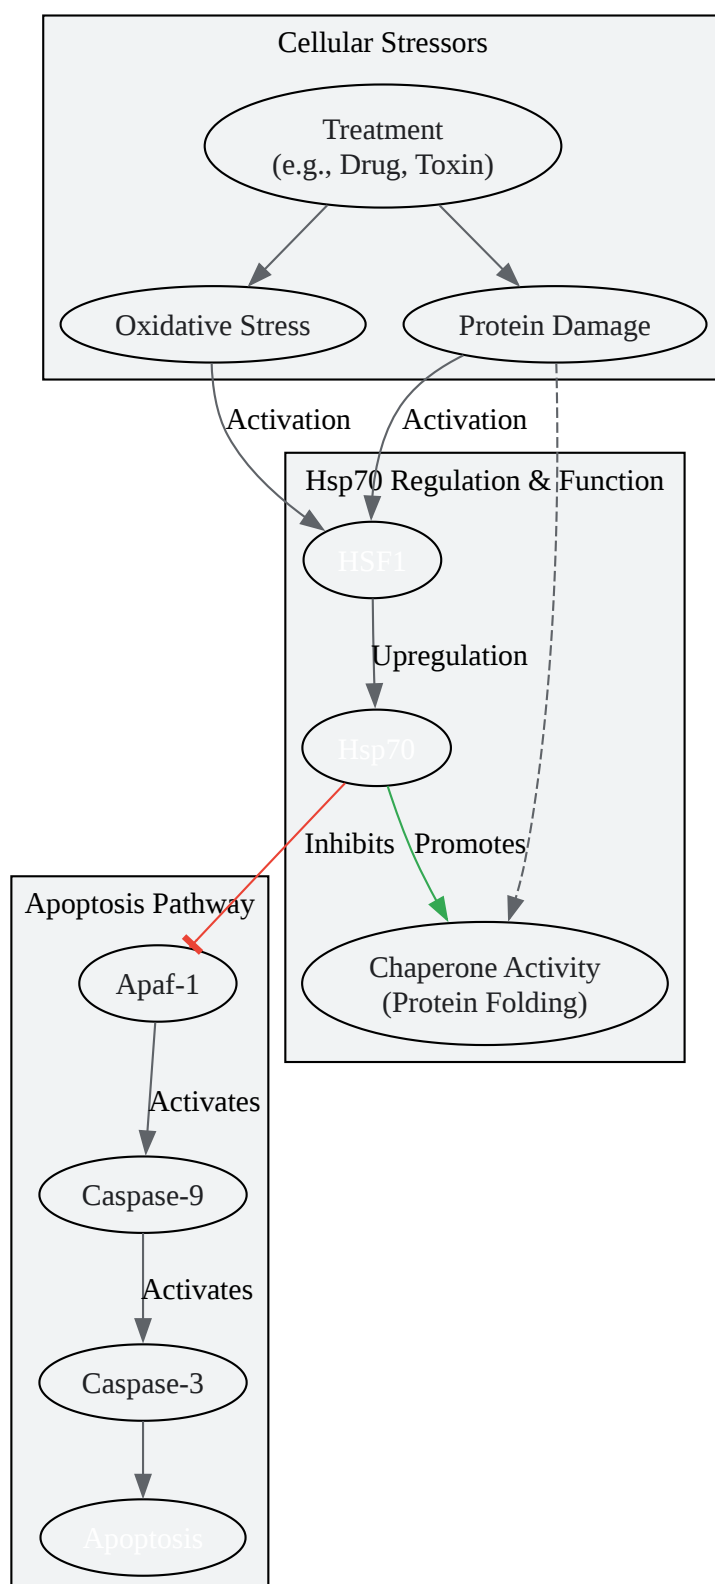 Cellular Stressors
Treatment
(e.g., Drug, Toxin)
Oxidative Stress
Protein Damage
Activation
Activation
Hsp70 Regulation & Function
HSF1
Upregulation
Hsp70
Inhibits
Promotes
Apoptosis Pathway
Chaperone Activity
(Protein Folding)
Apaf-1
Activates
Caspase-9
Activates
Caspase-3
Apoptosis